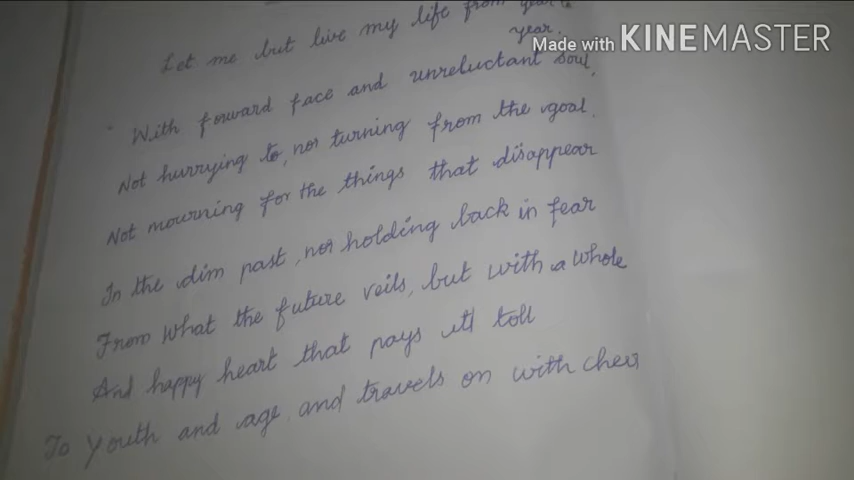 Let me but live my life from year to
year.
Made with KINEMASTER
With forward face and unreluctant soul,
Not hurrying to, nor turning from the goal.
Not mourning for the things that disappear
In the dim past, nor holding back in fear
From what the future veils, but with a whole
And happy heart that pays it toll
To Youth and age, and travels on with cheer